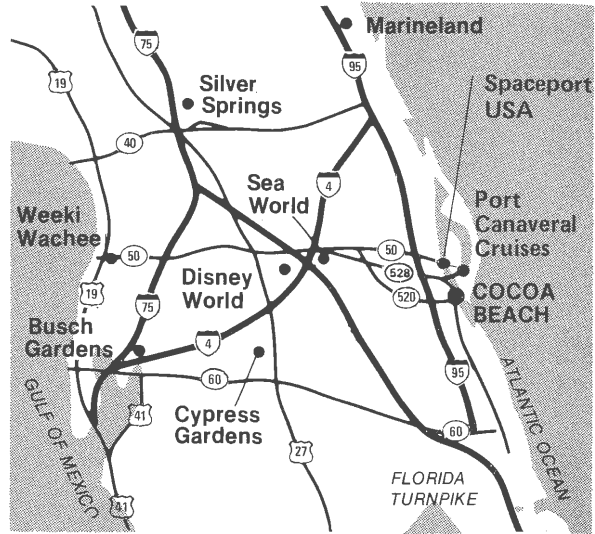 Marineland
75
95
19
Spaceport
USA
Silver
Springs
40
4
Sea
World
Port
Canaveral
Cruises
Weeki
Wachee
50
50
528
Disney
World
19
520
COCOA
BEACH
75
Busch
Gardens
4
60
95
41
Cypress
Gardens
60
27
GULF OF MEXICO
ATLANTIC OCEAN
FLORIDA
TURNPIKE
41